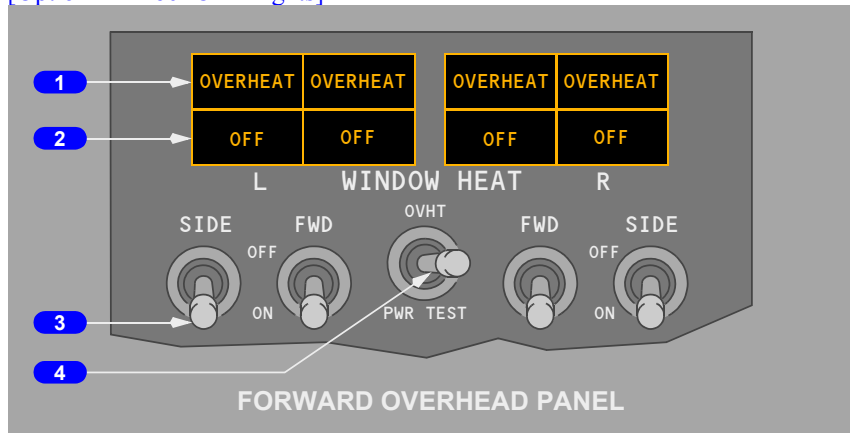 1 OVERHEAT OVERHEAT OVERHEAT OVERHEAT
2 OFF OFF OFF OFF
L WINDOW HEAT R
OVHT
SIDE FWD FWD SIDE
OFF OFF
3 ON PWR TEST ON
4
FORWARD OVERHEAD PANEL